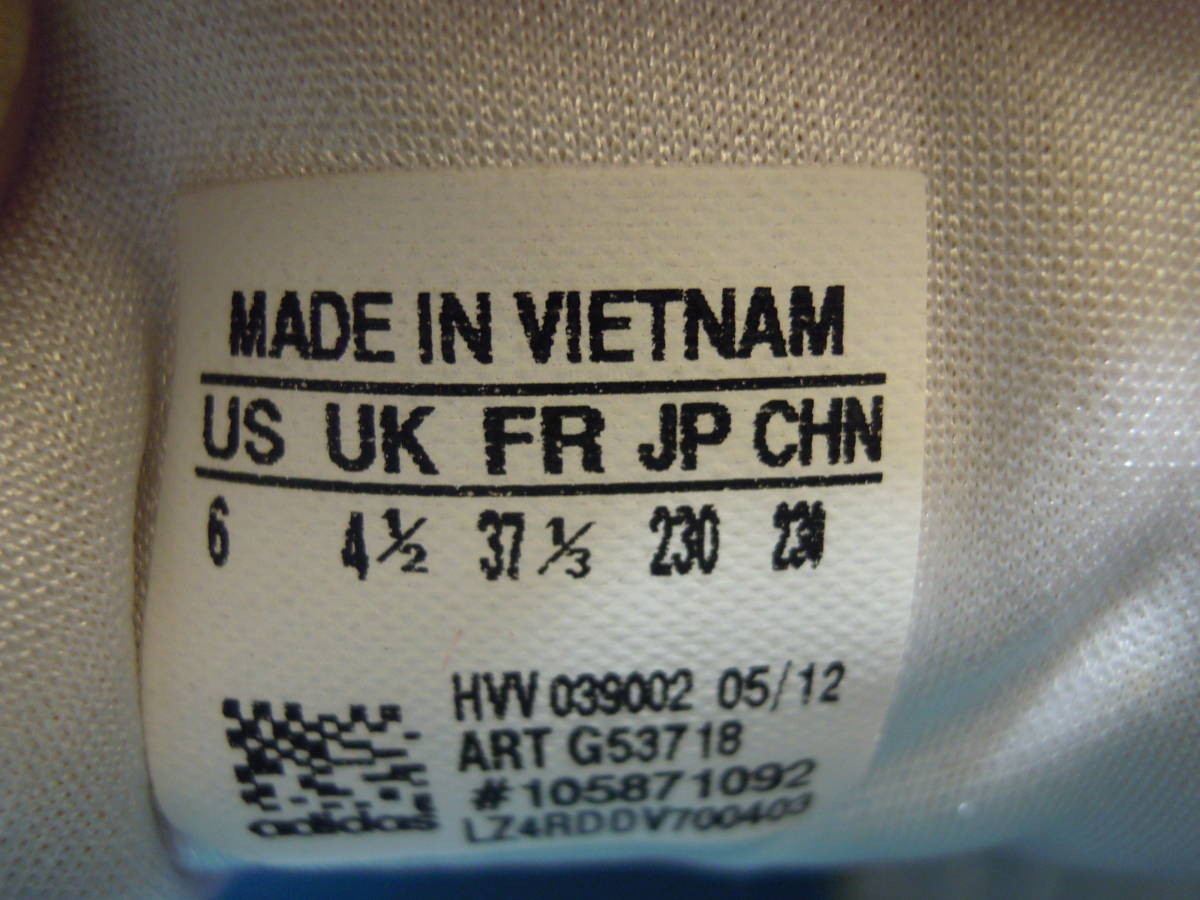 MADE IN VIETNAM
US UK FR JP CHN
6 4½ 37⅓ 230 230
HVV 039002 05/12
ART G53718
#105871092
LZ4RDDV700403
adidas